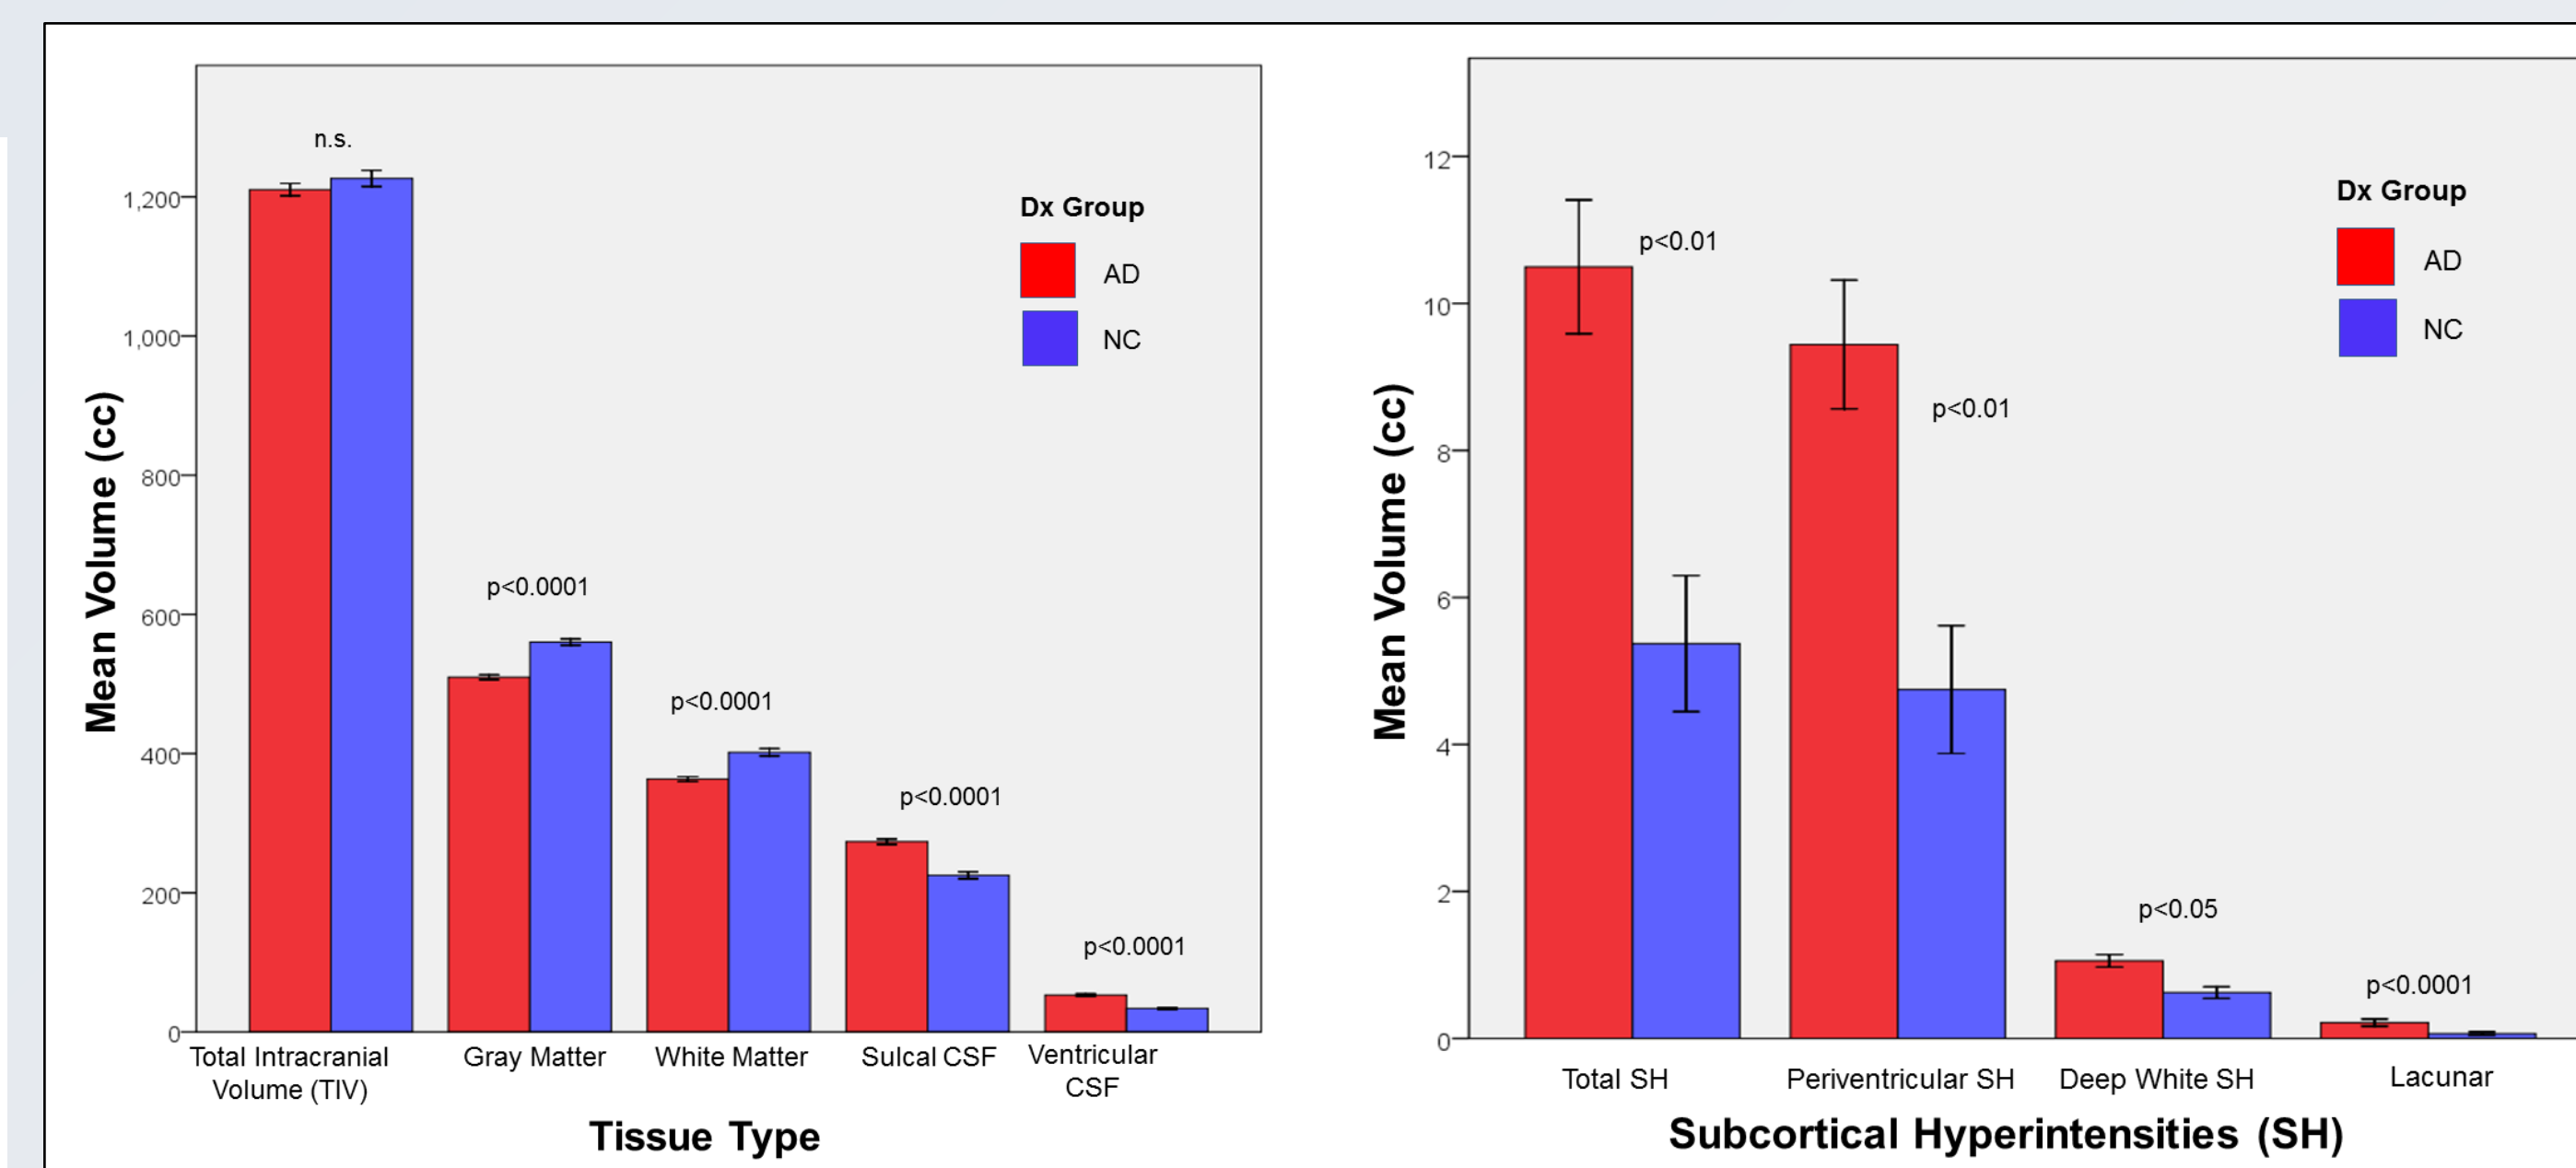 n.s.
1,200
1,000
800
600
400
200
0
Mean Volume (cc)
Dx Group
AD
NC
p<0.0001
p<0.0001
p<0.0001
p<0.0001
Total Intracranial
Volume (TIV)
Gray Matter
White Matter
Sulcal CSF
Ventricular
CSF
Tissue Type
12
10
8
6
4
2
0
Mean Volume (cc)
Dx Group
AD
NC
p<0.01
p<0.01
p<0.05
p<0.0001
Total SH
Periventricular SH
Deep White SH
Lacunar
Subcortical Hyperintensities (SH)